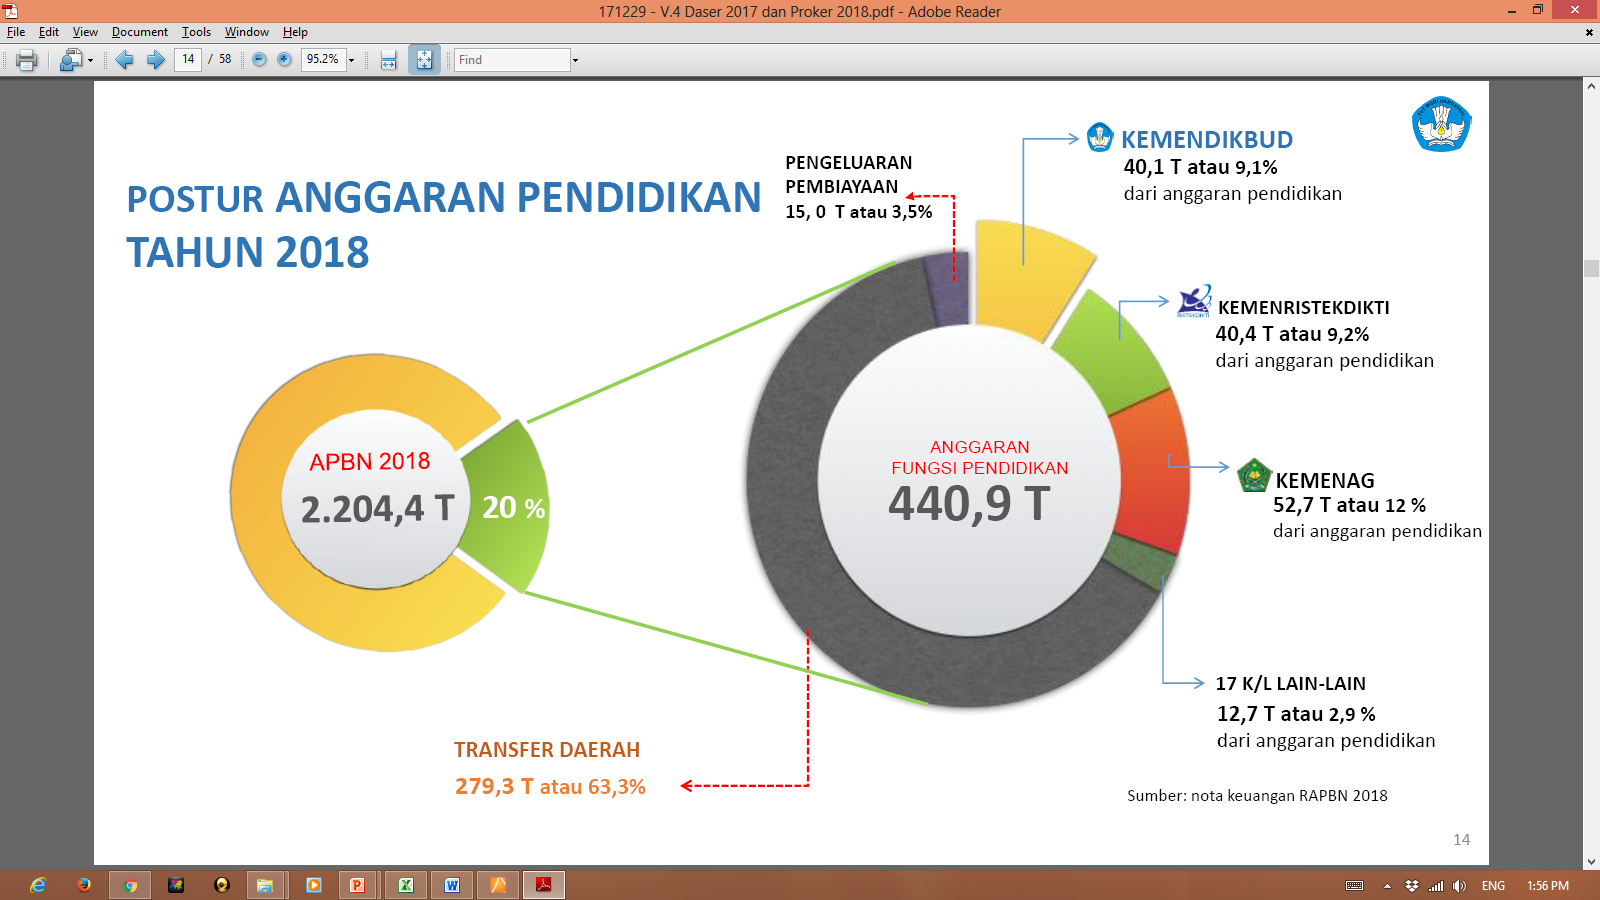 171229 - V.4 Daser 2017 dan Proker 2018.pdf - Adobe Reader
File Edit View Document Tools Window Help
14 / 58 95.2% Find
POSTUR ANGGARAN PENDIDIKAN
TAHUN 2018
PENGELUARAN
PEMBIAYAAN
15, 0 T atau 3,5%
KEMENDIKBUD
40,1 T atau 9,1%
dari anggaran pendidikan
KEMENRISTEKDIKTI
40,4 T atau 9,2%
dari anggaran pendidikan
APBN 2018
2.204,4 T
20 %
ANGGARAN
FUNGSI PENDIDIKAN
440,9 T
KEMENAG
52,7 T atau 12 %
dari anggaran pendidikan
17 K/L LAIN-LAIN
12,7 T atau 2,9 %
dari anggaran pendidikan
TRANSFER DAERAH
279,3 T atau 63,3%
Sumber: nota keuangan RAPBN 2018
14
ENG 1:56 PM